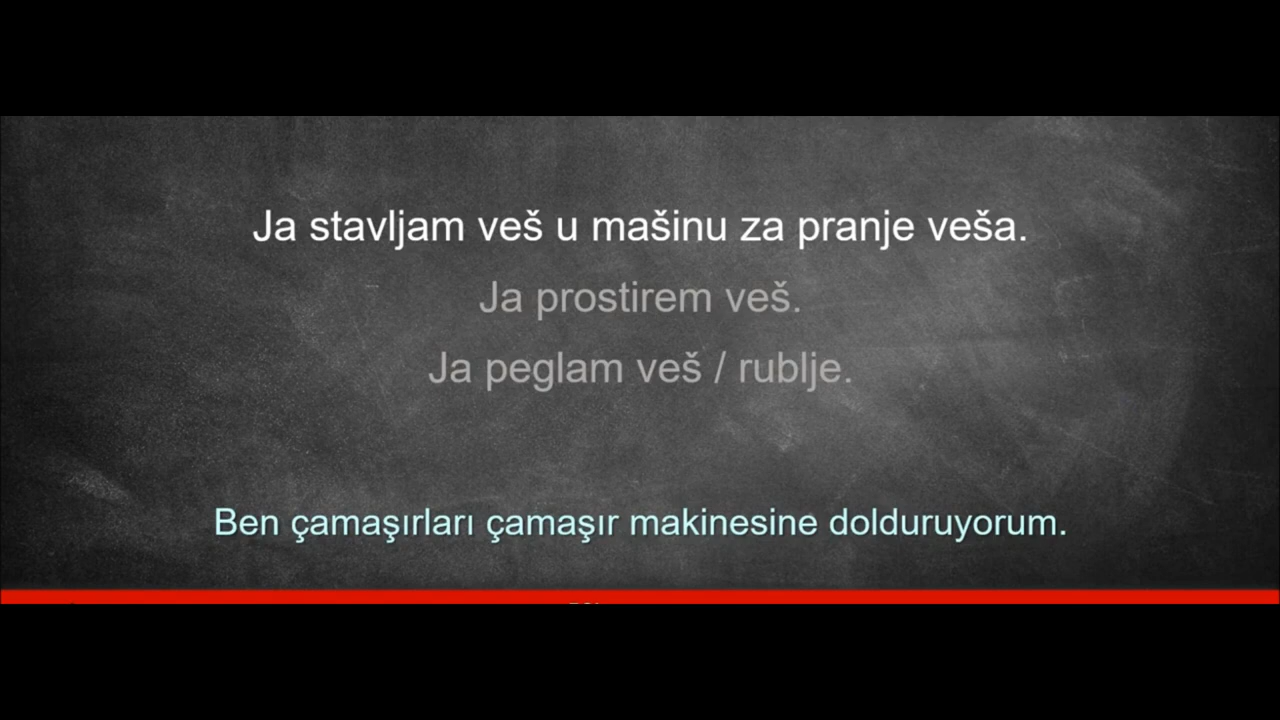 Ja stavljam veš u mašinu za pranje veša.
Ja prostirem veš.
Ja peglam veš / rublje.
Ben çamaşırları çamaşır makinesine dolduruyorum.